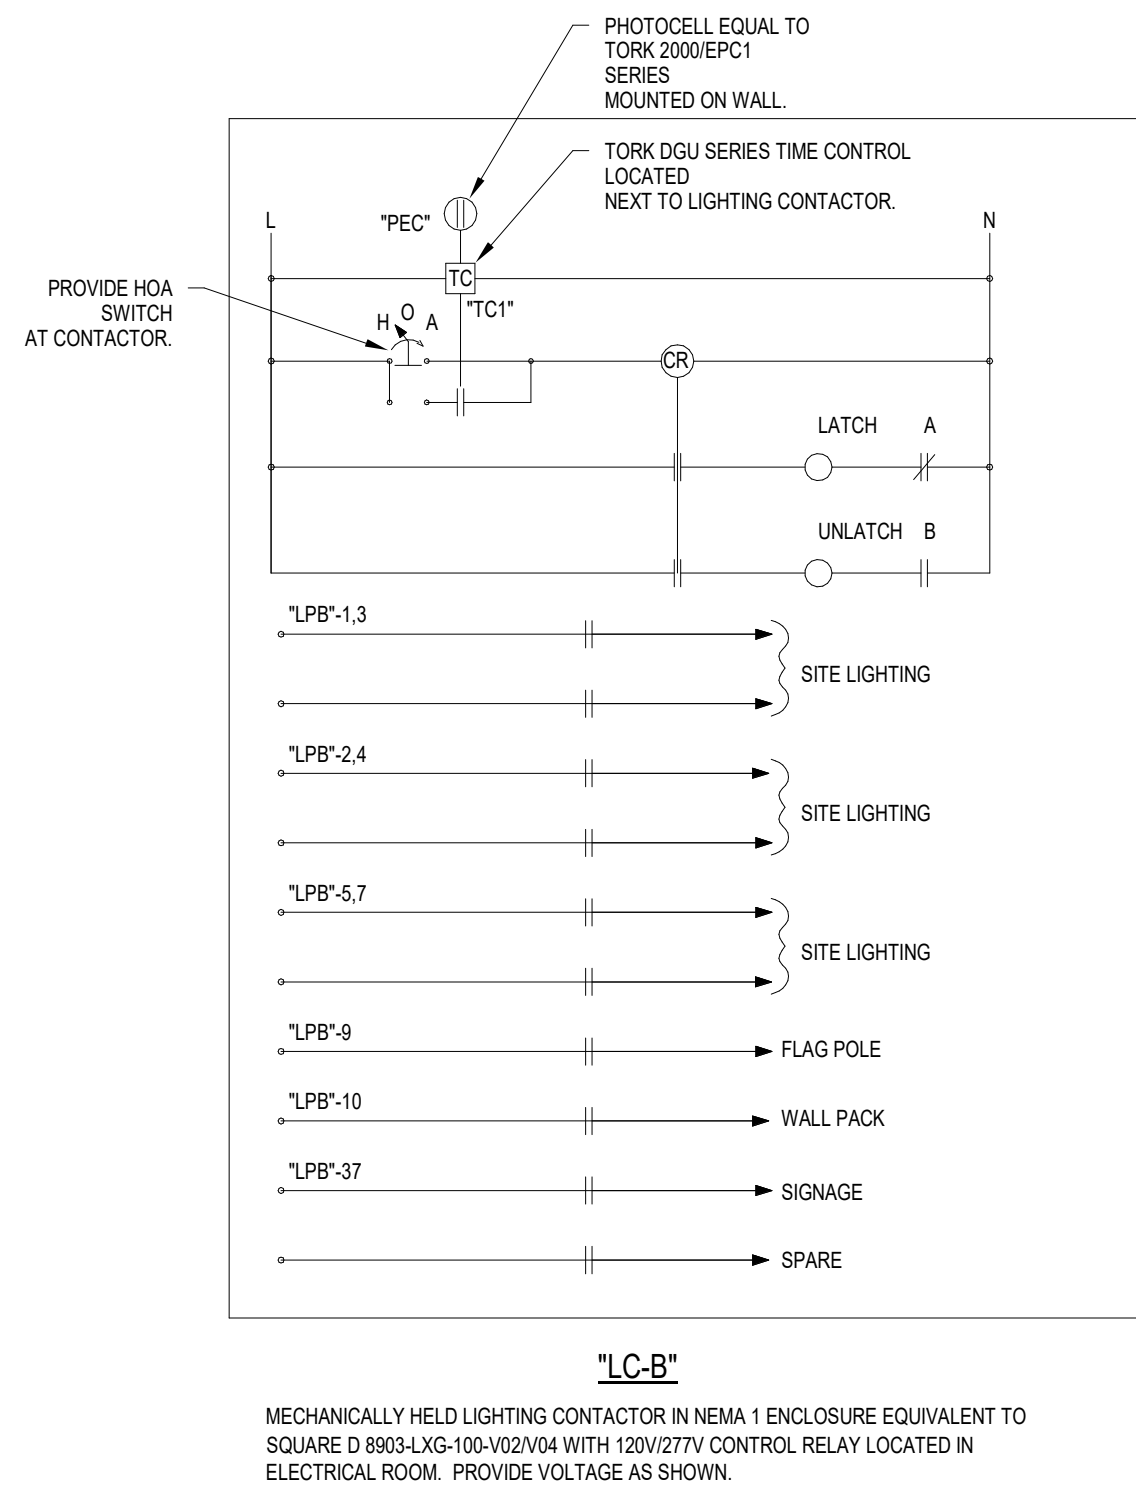 PHOTOCELL EQUAL TO
TORK 2000/EPC1
SERIES
MOUNTED ON WALL.
TORK DGU SERIES TIME CONTROL
LOCATED
NEXT TO LIGHTING CONTACTOR.
L
"PEC"
N
TC
"TC1"
PROVIDE HOA
SWITCH
AT CONTACTOR.
H O A
CR
LATCH A
UNLATCH B
"LPB"-1,3
SITE LIGHTING
"LPB"-2,4
SITE LIGHTING
"LPB"-5,7
SITE LIGHTING
"LPB"-9
FLAG POLE
"LPB"-10
WALL PACK
"LPB"-37
SIGNAGE
SPARE
"LC-B"
MECHANICALLY HELD LIGHTING CONTACTOR IN NEMA 1 ENCLOSURE EQUIVALENT TO
SQUARE D 8903-LXG-100-V02/V04 WITH 120V/277V CONTROL RELAY LOCATED IN
ELECTRICAL ROOM. PROVIDE VOLTAGE AS SHOWN.